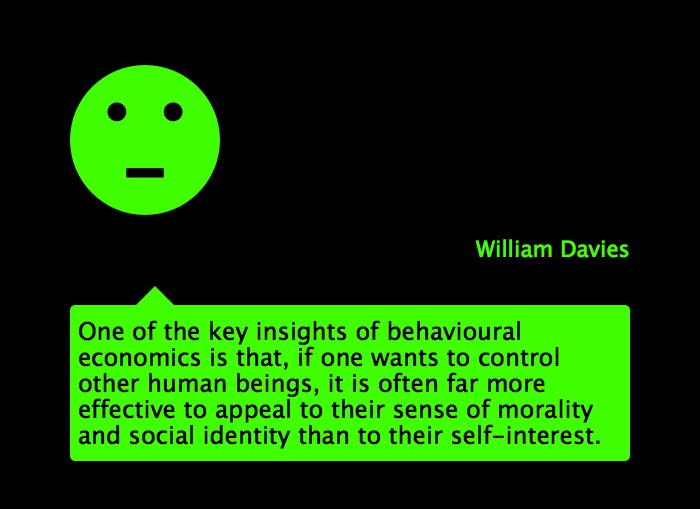 William Davies
One of the key insights of behavioural
economics is that, if one wants to control
other human beings, it is often far more
effective to appeal to their sense of morality
and social identity than to their self-interest.